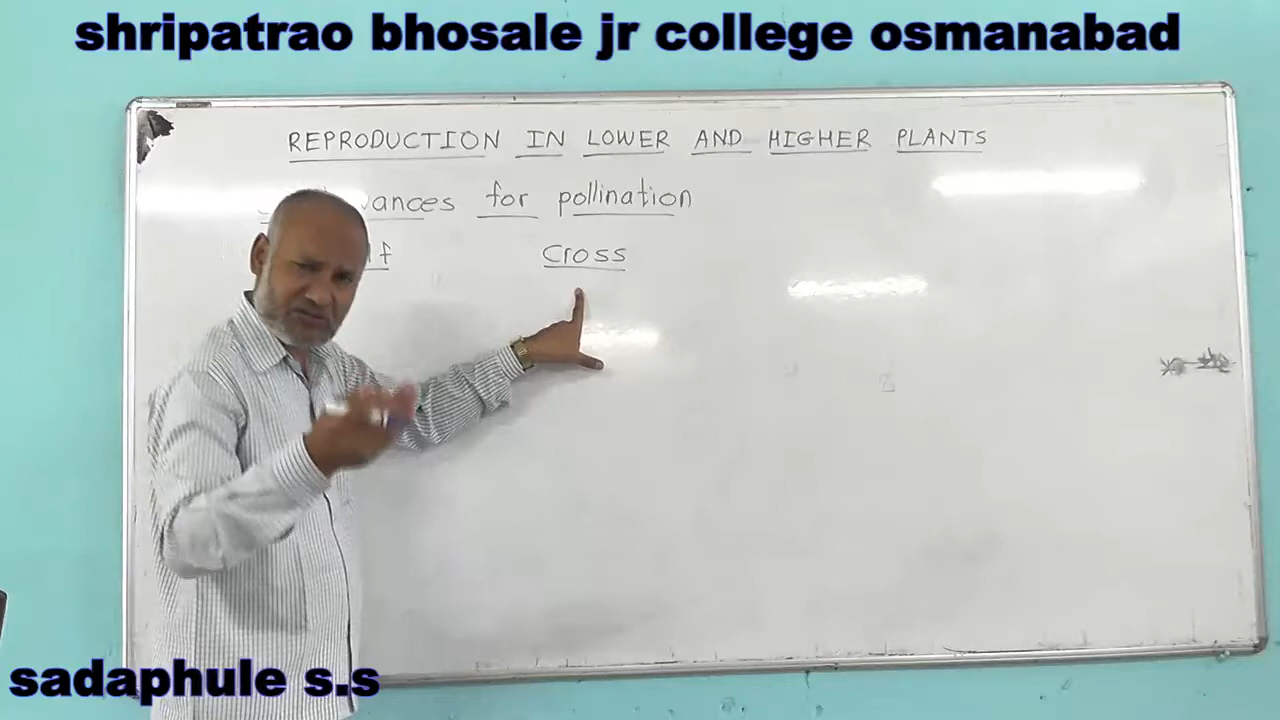 shripatrao bhosale jr college osmanabad
REPRODUCTION IN LOWER AND HIGHER PLANTS
for pollination
Cross
sadaphule s.s